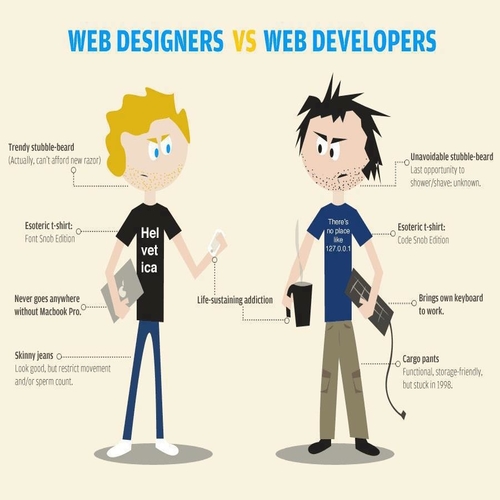 WEB DESIGNERS VS WEB DEVELOPERS
Trendy stubble-beard
(Actually, can't afford new razor)
Unavoidable stubble-beard
Last opportunity to
shower/shave; unknown.
Esoteric t-shirt:
Font Snob Edition
Hel
vet
ica
There's
no place
like
127.0.0.1
Esoteric t-shirt:
Code Snob Edition
Never goes anywhere
without Macbook Pro.
Life-sustaining addiction
Brings own keyboard
to work.
Skinny jeans
Look good, but restrict movement
and/or sperm count.
Cargo pants
Functional, storage-friendly,
but stuck in 1998.